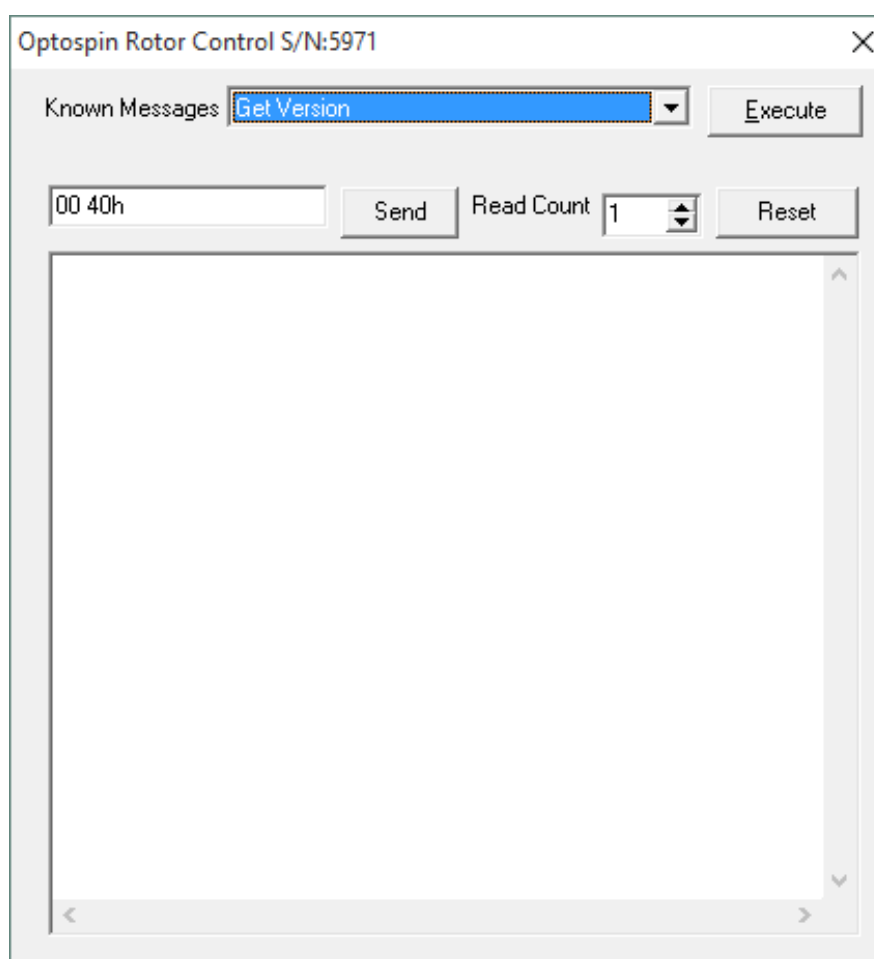 Optospin Rotor Control S/N:5971
Known Messages Get Version Execute
00 40h Send Read Count 1 Reset